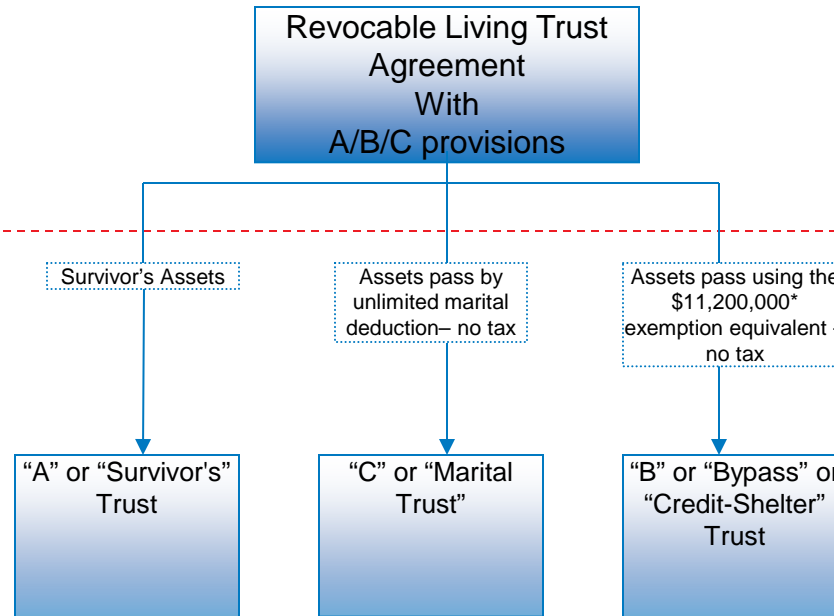 Revocable Living Trust
Agreement
With
A/B/C provisions
Survivor’s Assets
Assets pass by
unlimited marital
deduction– no tax
Assets pass using the
$11,200,000*
exemption equivalent -
no tax
“A” or “Survivor's”
Trust
“C” or “Marital
Trust”
“B” or “Bypass” or
“Credit-Shelter”
Trust